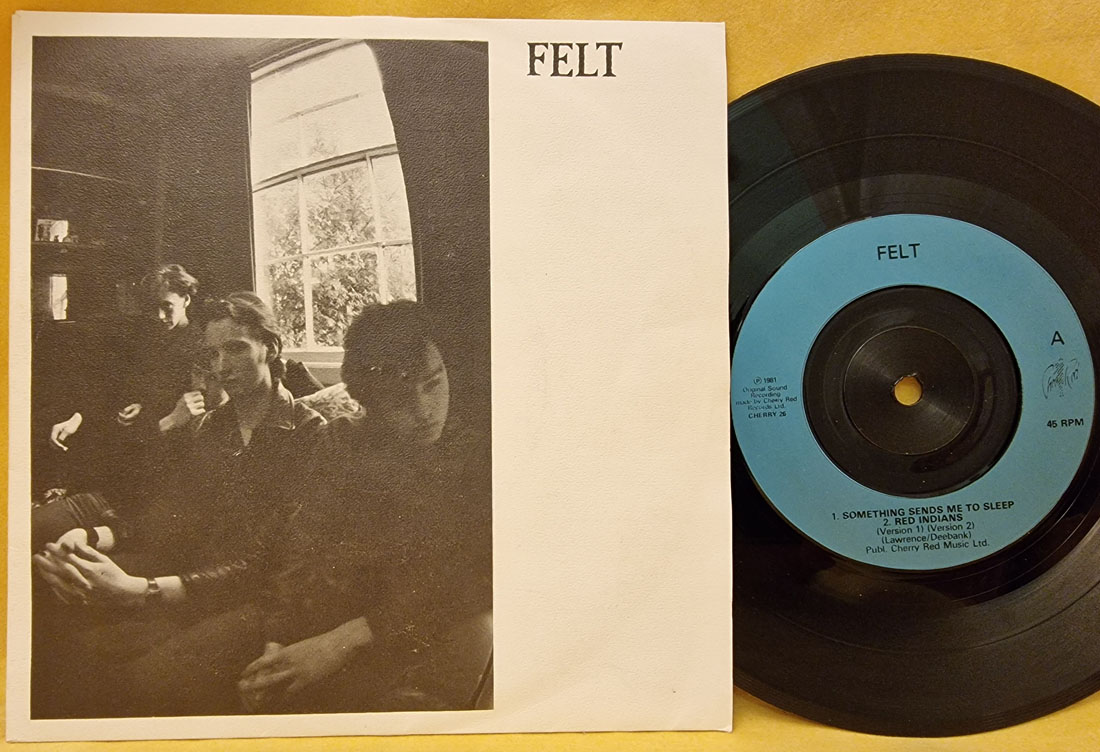 FELT
FELT
A
℗ 1981
Original Sound
Recording
made by Cherry Red
Records Ltd.
CHERRY 26
45 RPM
1. SOMETHING SENDS ME TO SLEEP
2. RED INDIANS
(Version 1) (Version 2)
(Lawrence/Deebank)
Publ. Cherry Red Music Ltd.